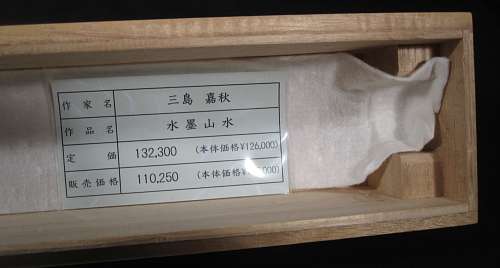 作家名 三島 嘉秋
作品名 水墨山水
定価 132,300 (本体価格¥126,000)
販売価格 110,250 (本体価格¥